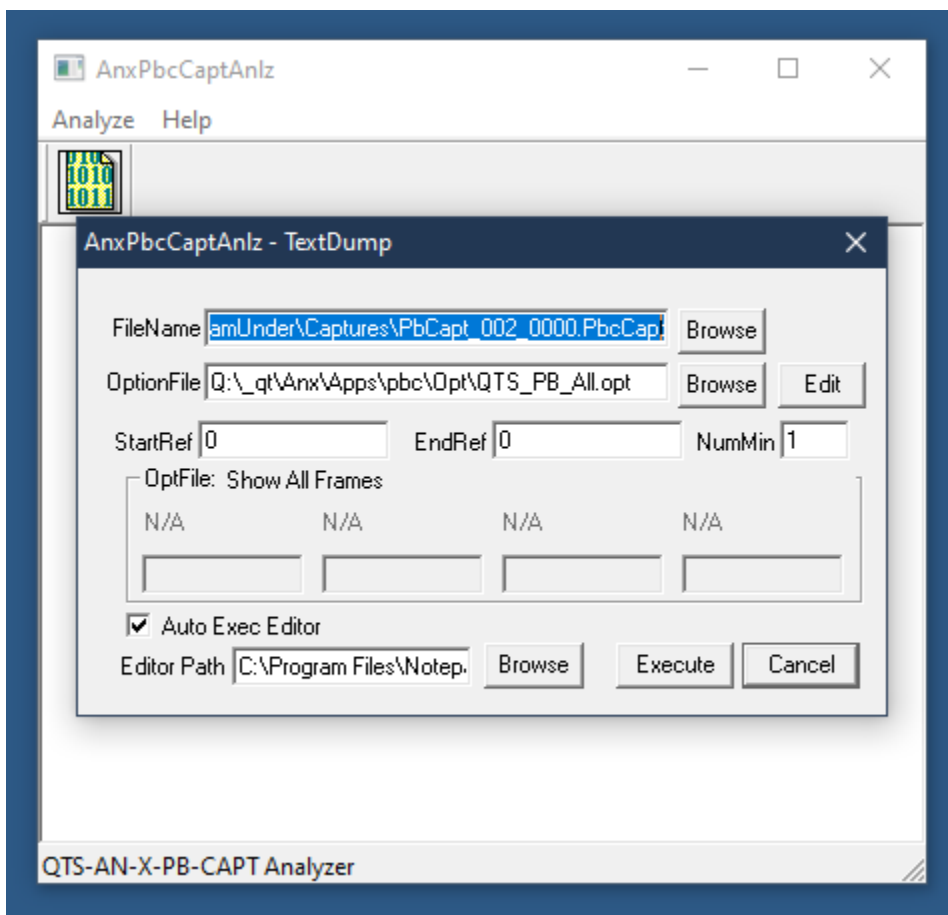 AnxPbcCaptAnlz
Analyze Help
1010
1011
AnxPbcCaptAnlz - TextDump
FileName amUnder\Captures\PbCapt_002_0000.PbcCapt Browse
OptionFile Q:\_qt\Anx\Apps\pbc\Opt\QTS_PB_All.opt Browse Edit
StartRef 0 EndRef 0 NumMin 1
OptFile: Show All Frames
N/A N/A N/A N/A
Auto Exec Editor
Editor Path C:\Program Files\Notep Browse Execute Cancel
QTS-AN-X-PB-CAPT Analyzer